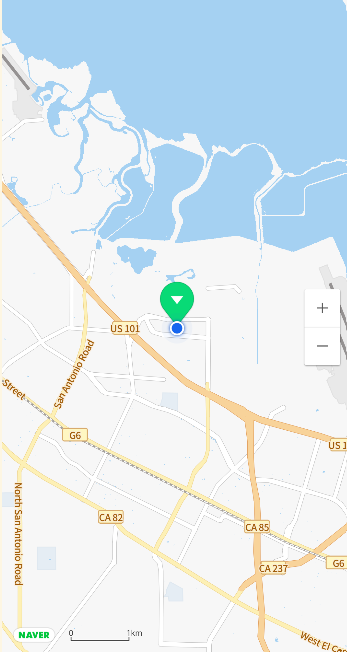 US 101
San Antonio Road
Street
G6
US 1
CA 82
North San Antonio Road
CA 85
CA 237
G6
NAVER
0
1km
West El Ca